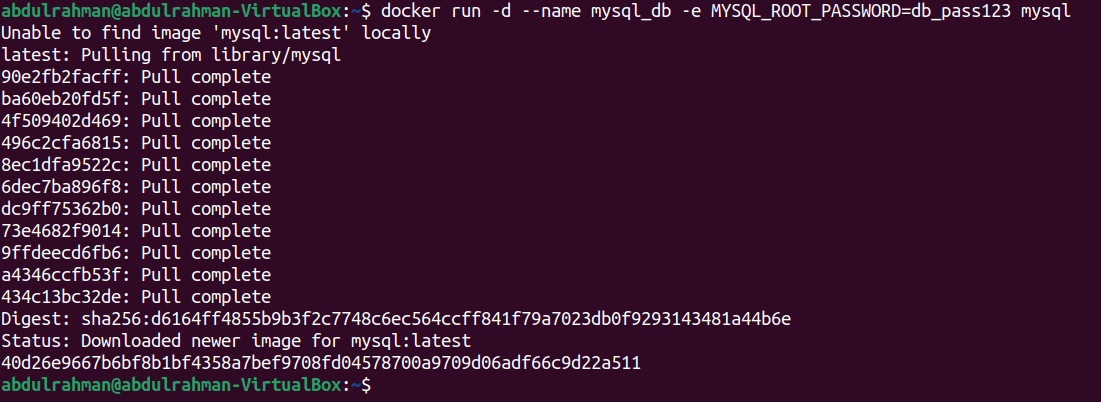 abdulrahman@abdulrahman-VirtualBox:~$ docker run -d --name mysql_db -e MYSQL_ROOT_PASSWORD=db_pass123 mysql
Unable to find image 'mysql:latest' locally
latest: Pulling from library/mysql
90e2fb2facff: Pull complete
ba60eb20fd5f: Pull complete
4f509402d469: Pull complete
496c2cfa6815: Pull complete
8ec1dfa9522c: Pull complete
6dec7ba896f8: Pull complete
dc9ff75362b0: Pull complete
73e4682f9014: Pull complete
9ffdeecd6fb6: Pull complete
a4346ccfb53f: Pull complete
434c13bc32de: Pull complete
Digest: sha256:d6164ff4855b9b3f2c7748c6ec564ccff841f79a7023db0f9293143481a44b6e
Status: Downloaded newer image for mysql:latest
40d26e9667b6bf8b1bf4358a7bef9708fd04578700a9709d06adf66c9d22a511
abdulrahman@abdulrahman-VirtualBox:~$